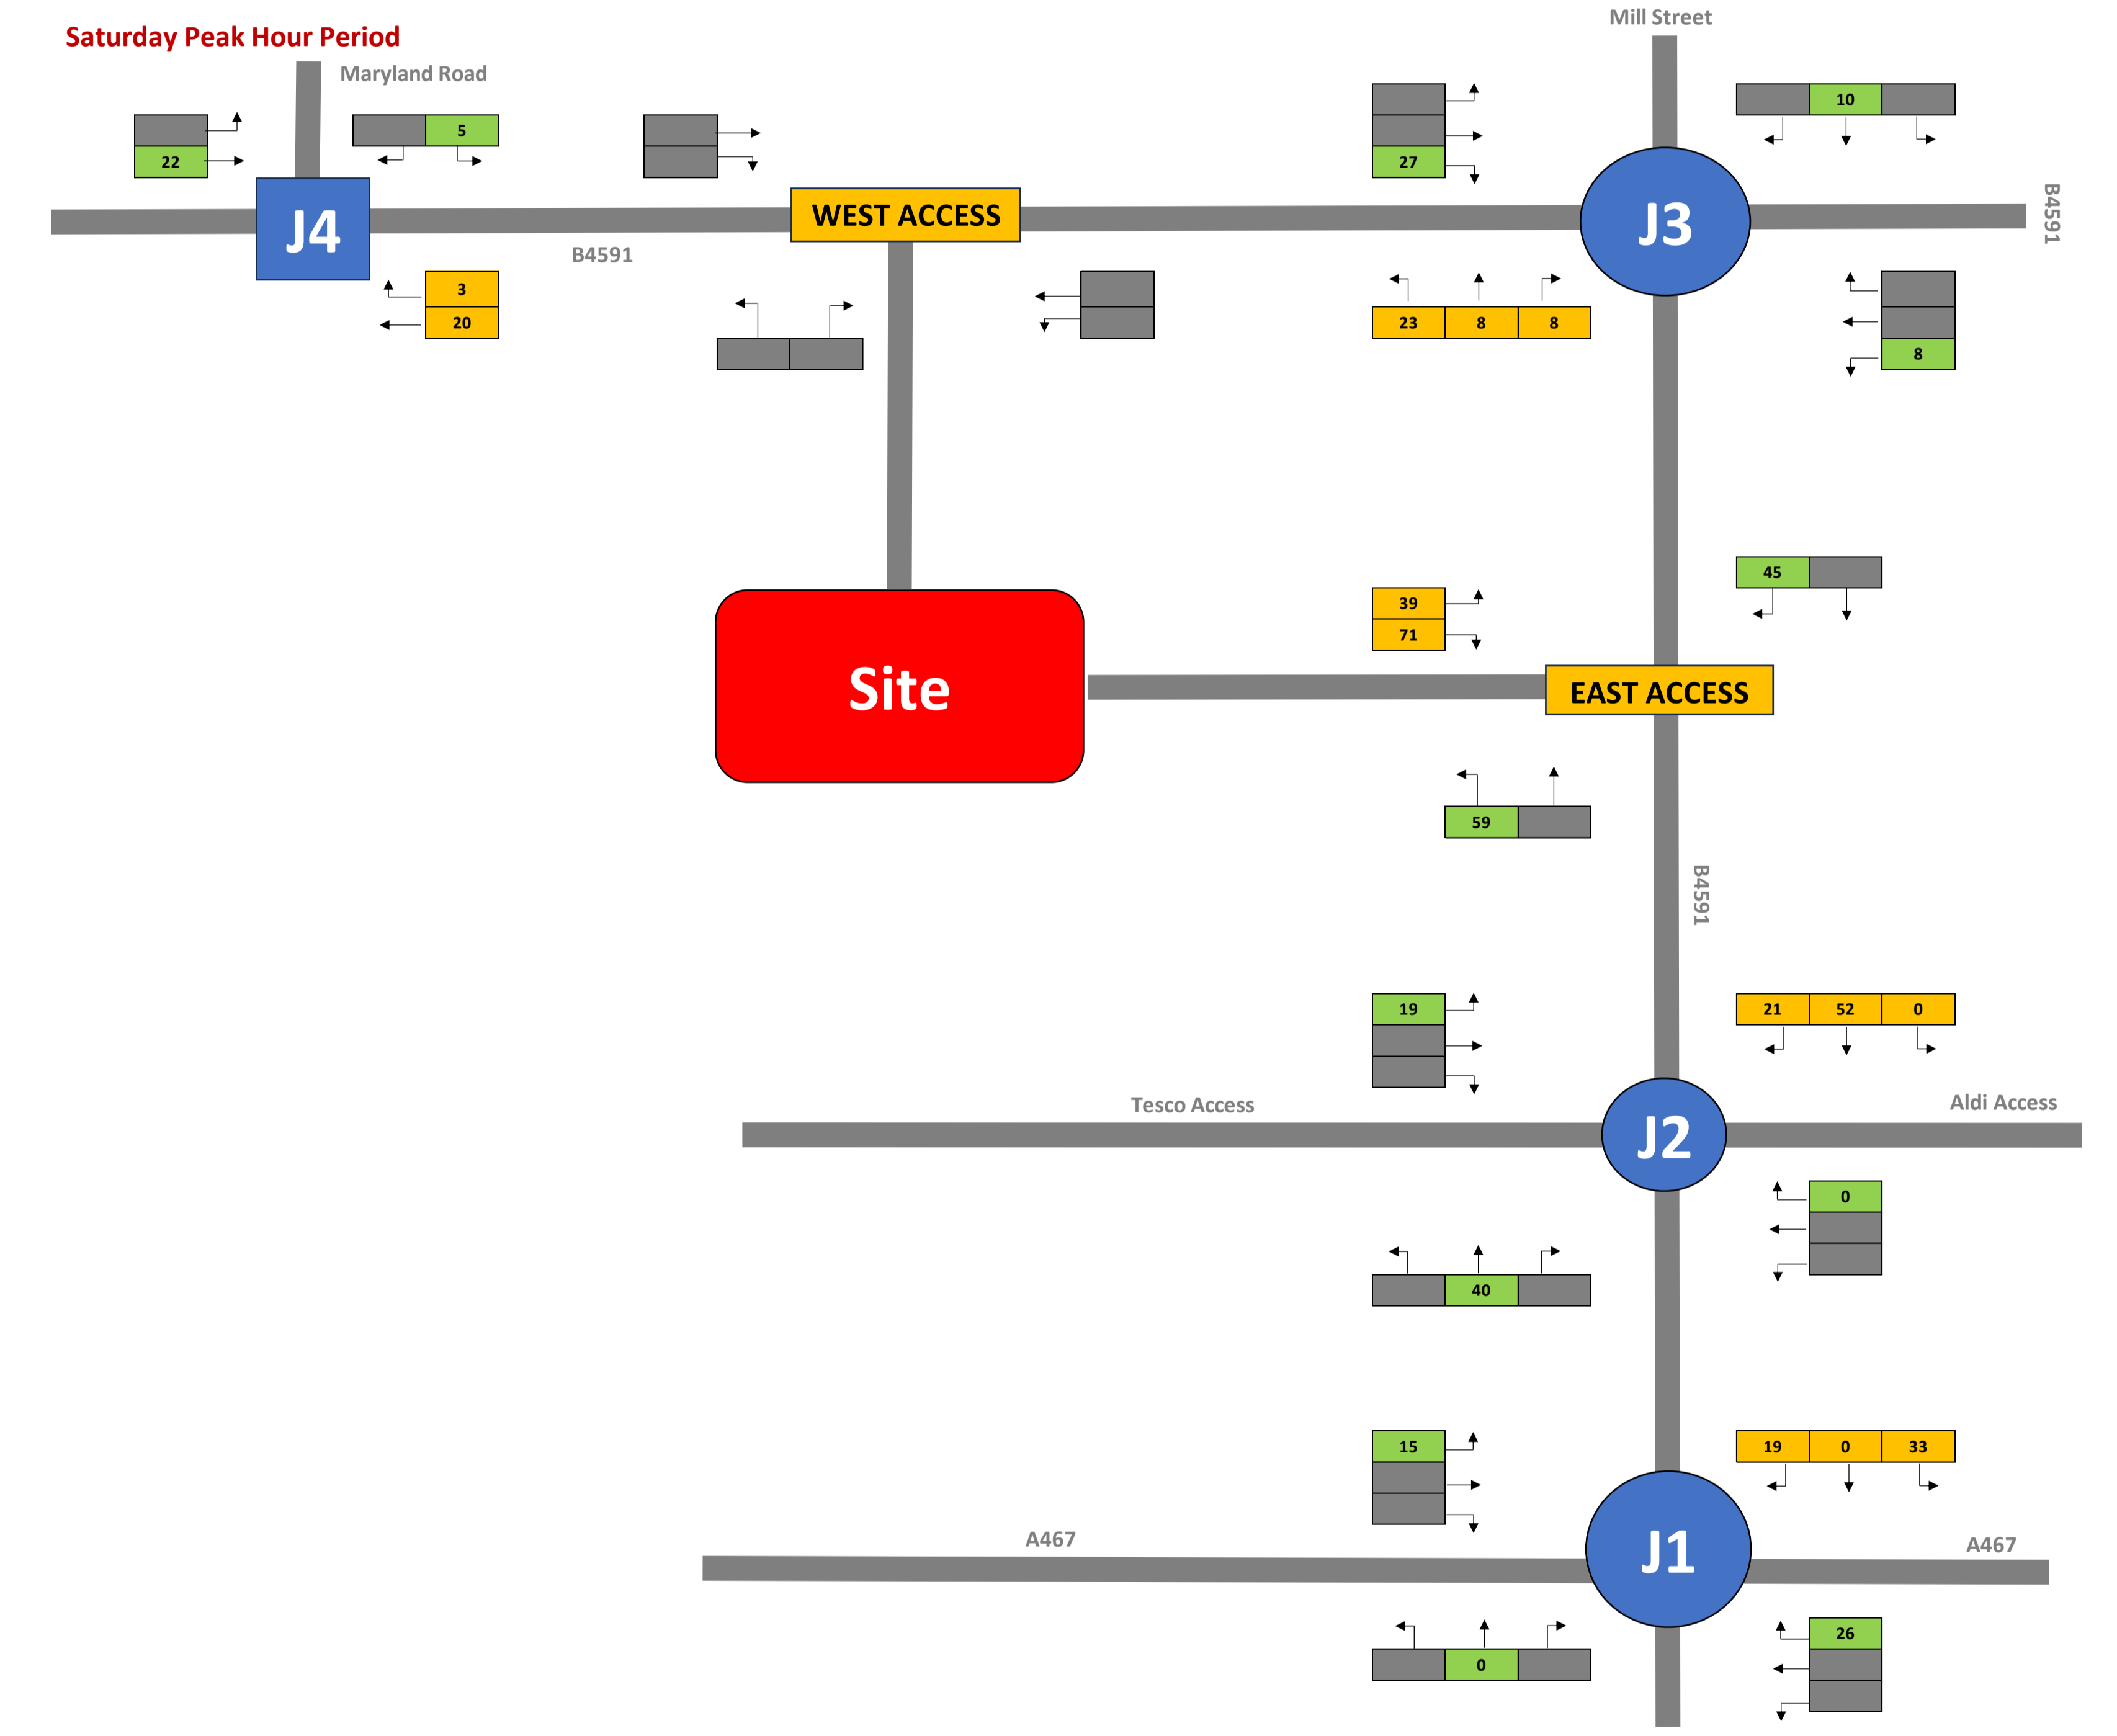 Mill Street
Saturday Peak Hour Period
Maryland Road
10
5
22
27
B4591
J4
WEST ACCESS
J3
B4591
3
20
23 8 8
8
45
39
71
Site
EAST ACCESS
59
B4591
19
21 52 0
Tesco Access
Aldi Access
J2
0
40
15
19 0 33
A467
J1
A467
26
0